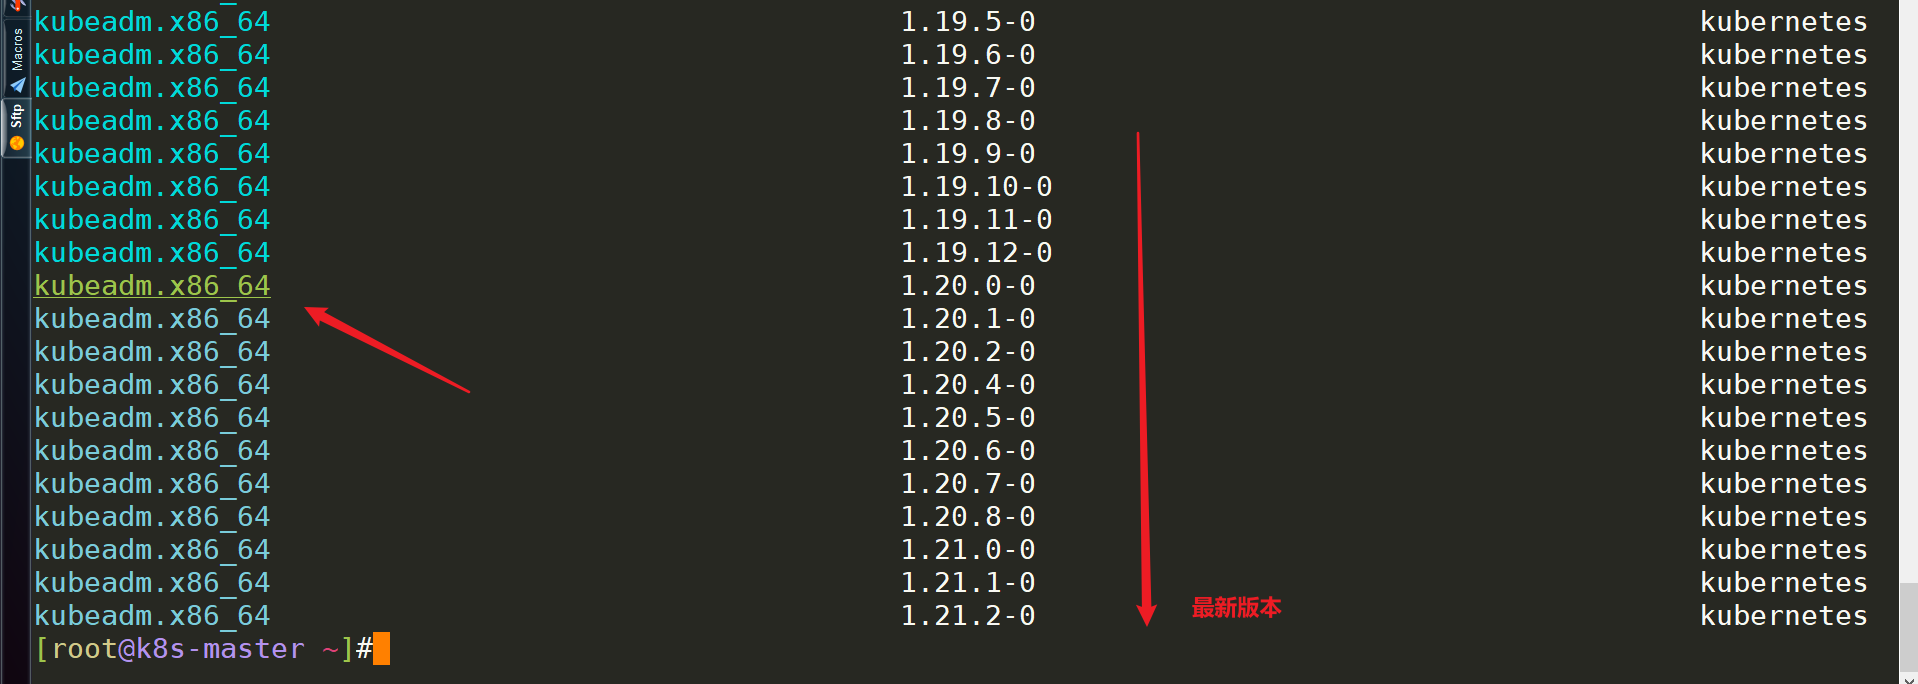 Macros
Sftp
kubeadm.x86_64 1.19.5-0 kubernetes
kubeadm.x86_64 1.19.6-0 kubernetes
kubeadm.x86_64 1.19.7-0 kubernetes
kubeadm.x86_64 1.19.8-0 kubernetes
kubeadm.x86_64 1.19.9-0 kubernetes
kubeadm.x86_64 1.19.10-0 kubernetes
kubeadm.x86_64 1.19.11-0 kubernetes
kubeadm.x86_64 1.19.12-0 kubernetes
kubeadm.x86_64 1.20.0-0 kubernetes
kubeadm.x86_64 1.20.1-0 kubernetes
kubeadm.x86_64 1.20.2-0 kubernetes
kubeadm.x86_64 1.20.4-0 kubernetes
kubeadm.x86_64 1.20.5-0 kubernetes
kubeadm.x86_64 1.20.6-0 kubernetes
kubeadm.x86_64 1.20.7-0 kubernetes
kubeadm.x86_64 1.20.8-0 kubernetes
kubeadm.x86_64 1.21.0-0 kubernetes
kubeadm.x86_64 1.21.1-0 kubernetes
kubeadm.x86_64 1.21.2-0 kubernetes
最新版本
[root@k8s-master ~]#